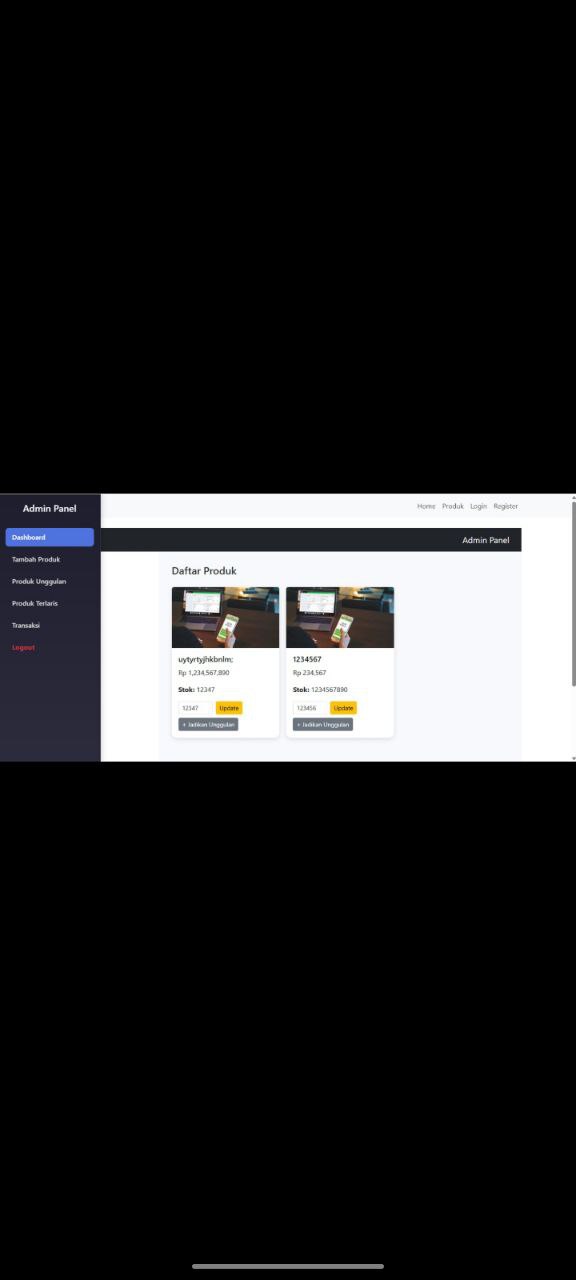 Admin Panel
Dashboard
Tambah Produk
Produk Unggulan
Produk Terlaris
Transaksi
Logout
Home Produk Login Register
Admin Panel
Daftar Produk
uytyrtyjhkbnlm;
Rp 1,234,567,890
Stok: 12347
12347 Update
+ Jadikan Unggulan
1234567
Rp 234,567
Stok: 1234567890
123456 Update
+ Jadikan Unggulan